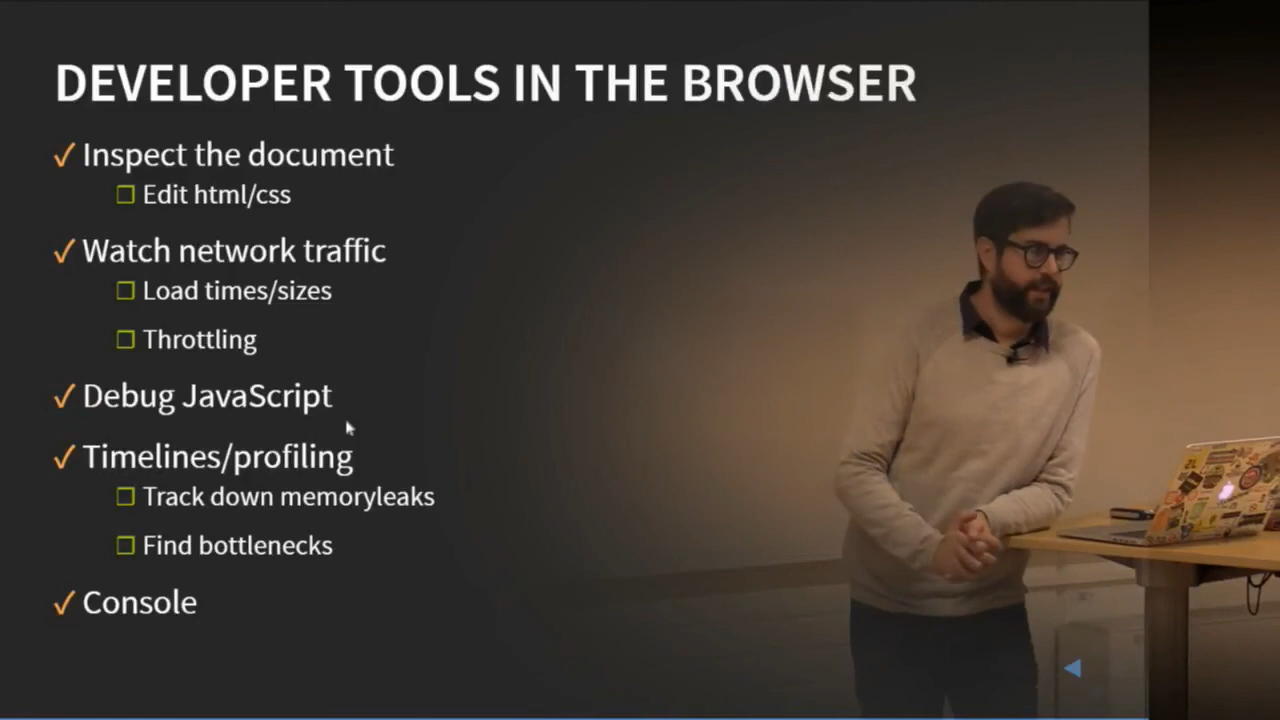 DEVELOPER TOOLS IN THE BROWSER
✓ Inspect the document
❐ Edit html/css
✓ Watch network traffic
❐ Load times/sizes
❐ Throttling
✓ Debug JavaScript
✓ Timelines/profiling
❐ Track down memoryleaks
❐ Find bottlenecks
✓ Console